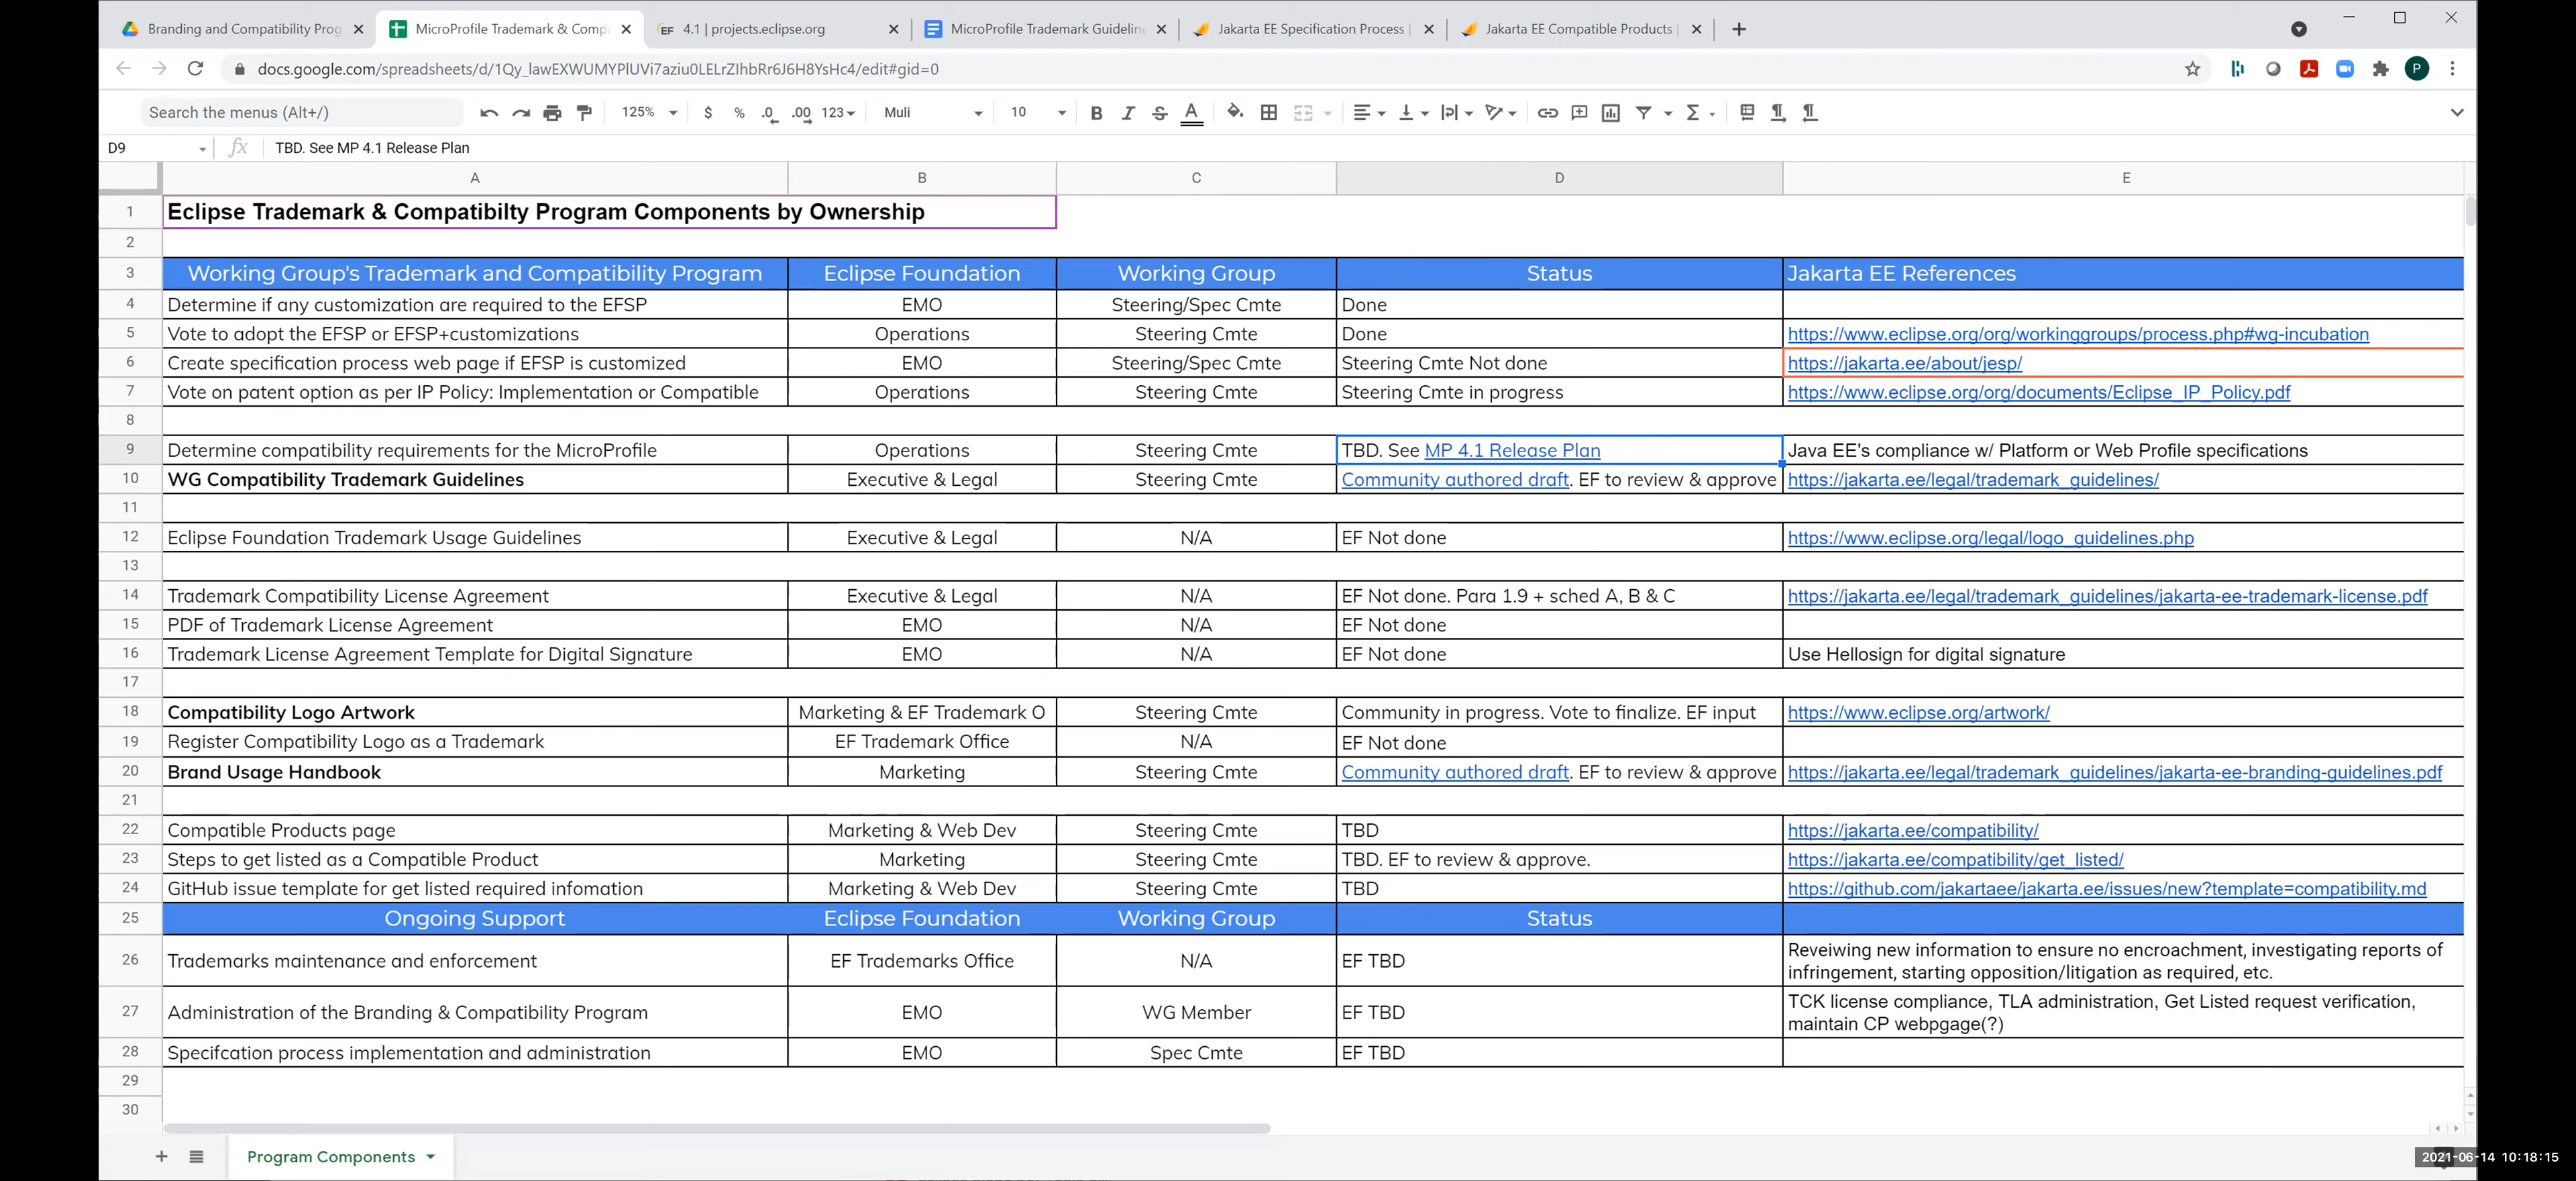 Branding and Compatibility Prog
MicroProfile Trademark & Comp
EF 4.1 | projects.eclipse.org
MicroProfile Trademark Guideline
Jakarta EE Specification Process |
Jakarta EE Compatible Products |
docs.google.com/spreadsheets/d/1Qy_lawEXWUMYPlUVi7aziu0LELrZIhbRr6J6H8YsHc4/edit#gid=0
P
Search the menus (Alt+/)
125% $ % .0 .00 123 Muli 10 B I S A
D9 fx TBD. See MP 4.1 Release Plan
A B C D E
1 Eclipse Trademark & Compatibilty Program Components by Ownership
2
3 Working Group's Trademark and Compatibility Program Eclipse Foundation Working Group Status Jakarta EE References
4 Determine if any customization are required to the EFSP EMO Steering/Spec Cmte Done
5 Vote to adopt the EFSP or EFSP+customizations Operations Steering Cmte Done https://www.eclipse.org/org/workinggroups/process.php#wg-incubation
6 Create specification process web page if EFSP is customized EMO Steering/Spec Cmte Steering Cmte Not done https://jakarta.ee/about/jesp/
7 Vote on patent option as per IP Policy: Implementation or Compatible Operations Steering Cmte Steering Cmte in progress https://www.eclipse.org/org/documents/Eclipse_IP_Policy.pdf
8
9 Determine compatibility requirements for the MicroProfile Operations Steering Cmte TBD. See MP 4.1 Release Plan Java EE's compliance w/ Platform or Web Profile specifications
10 WG Compatibility Trademark Guidelines Executive & Legal Steering Cmte Community authored draft. EF to review & approve https://jakarta.ee/legal/trademark_guidelines/
11
12 Eclipse Foundation Trademark Usage Guidelines Executive & Legal N/A EF Not done https://www.eclipse.org/legal/logo_guidelines.php
13
14 Trademark Compatibility License Agreement Executive & Legal N/A EF Not done. Para 1.9 + sched A, B & C https://jakarta.ee/legal/trademark_guidelines/jakarta-ee-trademark-license.pdf
15 PDF of Trademark License Agreement EMO N/A EF Not done
16 Trademark License Agreement Template for Digital Signature EMO N/A EF Not done Use Hellosign for digital signature
17
18 Compatibility Logo Artwork Marketing & EF Trademark O Steering Cmte Community in progress. Vote to finalize. EF input https://www.eclipse.org/artwork/
19 Register Compatibility Logo as a Trademark EF Trademark Office N/A EF Not done
20 Brand Usage Handbook Marketing Steering Cmte Community authored draft. EF to review & approve https://jakarta.ee/legal/trademark_guidelines/jakarta-ee-branding-guidelines.pdf
21
22 Compatible Products page Marketing & Web Dev Steering Cmte TBD https://jakarta.ee/compatibility/
23 Steps to get listed as a Compatible Product Marketing Steering Cmte TBD. EF to review & approve. https://jakarta.ee/compatibility/get_listed/
24 GitHub issue template for get listed required infomation Marketing & Web Dev Steering Cmte TBD https://github.com/jakartaee/jakarta.ee/issues/new?template=compatibility.md
25 Ongoing Support Eclipse Foundation Working Group Status
26 Trademarks maintenance and enforcement EF Trademarks Office N/A EF TBD Reveiwing new information to ensure no encroachment, investigating reports of
infringement, starting opposition/litigation as required, etc.
27 Administration of the Branding & Compatibility Program EMO WG Member EF TBD TCK license compliance, TLA administration, Get Listed request verification,
maintain CP webpgage(?)
28 Specifcation process implementation and administration EMO Spec Cmte EF TBD
29
30
Program Components
2021-06-14 10:18:15